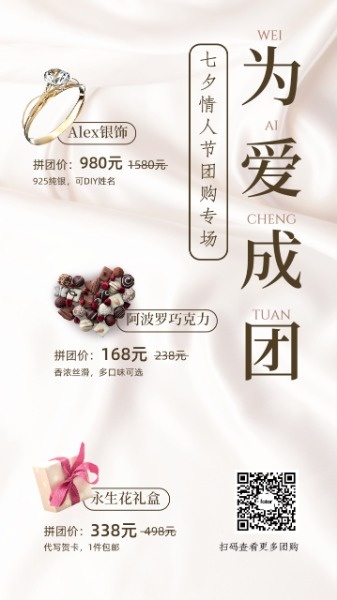 WEI
为
AI
爱
CHENG
成
TUAN
团
七夕情人节团购专场
Alex银饰
拼团价：980元 1580元
925纯银，可DIY姓名
阿波罗巧克力
拼团价：168元 238元
香浓丝滑，多口味可选
永生花礼盒
拼团价：338元 498元
代写贺卡，1件包邮
扫码查看更多团购